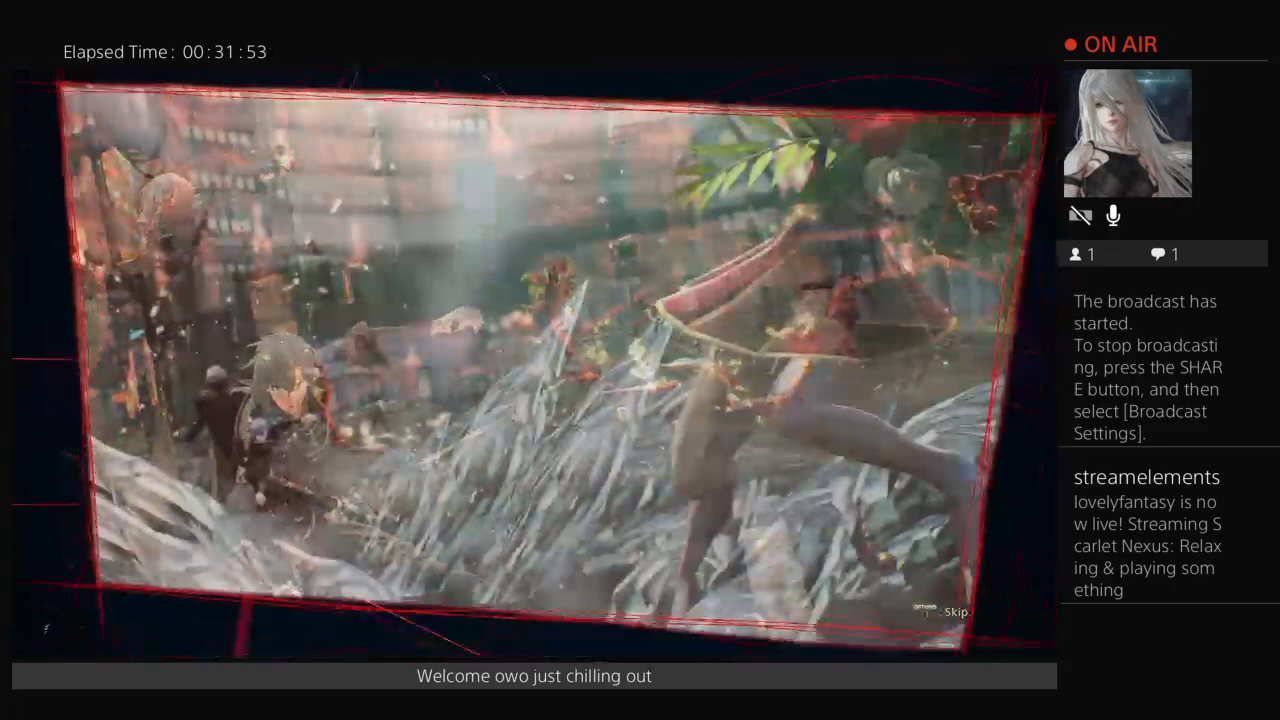 Elapsed Time: 00:31:53
ON AIR
1
1
The broadcast has
started.
To stop broadcasti
ng, press the SHAR
E button, and then
select [Broadcast
Settings].
streamelements
lovelyfantasy is no
w live! Streaming S
carlet Nexus: Relax
ing & playing som
ething
OPTIONS : Skip
Welcome owo just chilling out